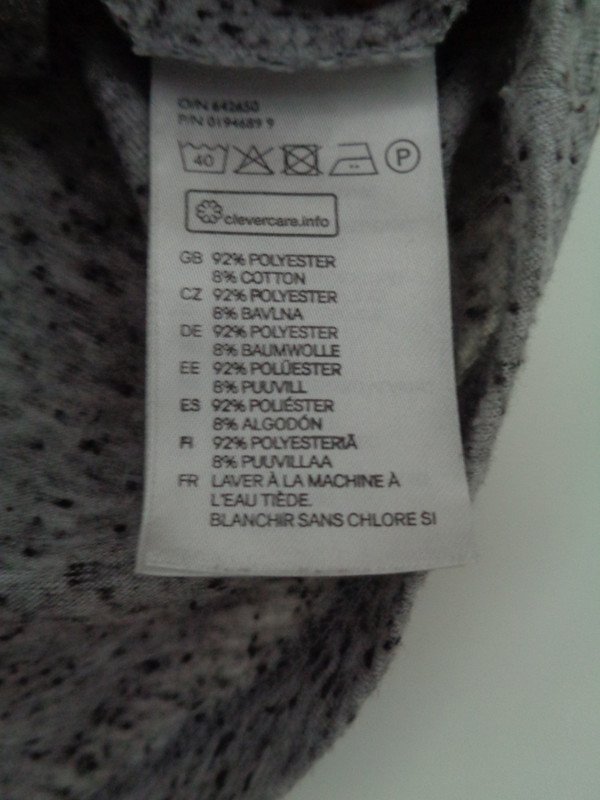 O/N 642650
P/N 0194689 9
40 P
clevercare.info
GB 92% POLYESTER
8% COTTON
CZ 92% POLYESTER
8% BAVLNA
DE 92% POLYESTER
8% BAUMWOLLE
EE 92% POLÜESTER
8% PUUVILL
ES 92% POLIÉSTER
8% ALGODÓN
FI 92% POLYESTERIÄ
8% PUUVILLAA
FR LAVER À LA MACHINE À
L'EAU TIÈDE.
BLANCHIR SANS CHLORE SI